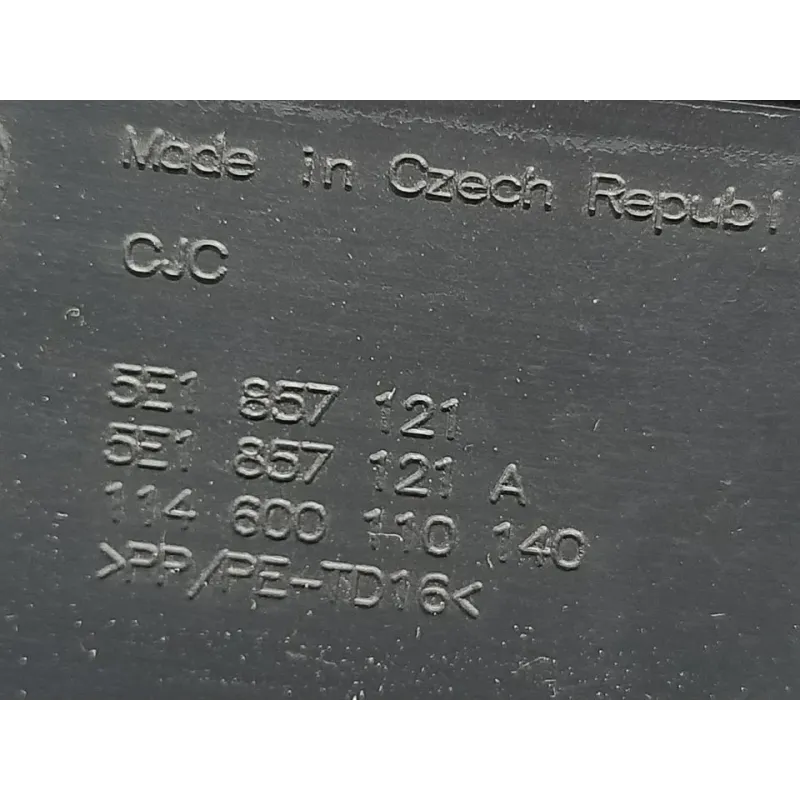 Made in Czech Republ
CJC
5E1 857 121
5E1 857 121 A
114 600 110 140
>PP/PE-TD16<